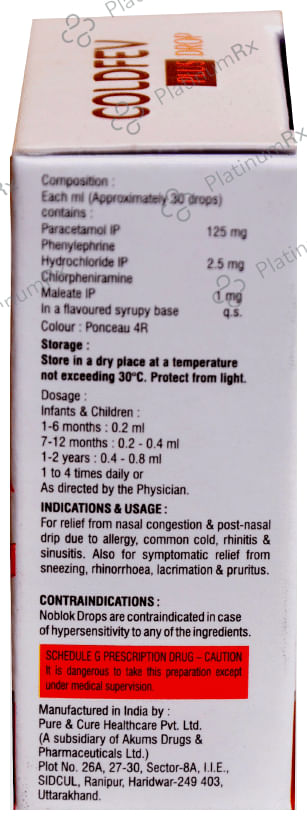 COLDFEV
PLUS DROP
Composition :
Each ml (Approximately 30 drops)
contains :
Paracetamol IP 125 mg
Phenylephrine
Hydrochloride IP 2.5 mg
Chlorpheniramine
Maleate IP 1 mg
In a flavoured syrupy base q.s.
Colour : Ponceau 4R
Storage :
Store in a dry place at a temperature
not exceeding 30°C. Protect from light.
Dosage :
Infants & Children :
1-6 months : 0.2 ml
7-12 months : 0.2 - 0.4 ml
1-2 years : 0.4 - 0.8 ml
1 to 4 times daily or
As directed by the Physician.
INDICATIONS & USAGE :
For relief from nasal congestion & post-nasal
drip due to allergy, common cold, rhinitis &
sinusitis. Also for symptomatic relief from
sneezing, rhinorrhoea, lacrimation & pruritus.
CONTRAINDICATIONS :
Noblok Drops are contraindicated in case
of hypersensitivity to any of the ingredients.
SCHEDULE G PRESCRIPTION DRUG – CAUTION
It is dangerous to take this preparation except
under medical supervision.
Manufactured in India by :
Pure & Cure Healthcare Pvt. Ltd.
(A subsidiary of Akums Drugs &
Pharmaceuticals Ltd.)
Plot No. 26A, 27-30, Sector-8A, I.I.E.,
SIDCUL, Ranipur, Haridwar-249 403,
Uttarakhand.
PlatinumRx
PlatinumRx
PlatinumRx